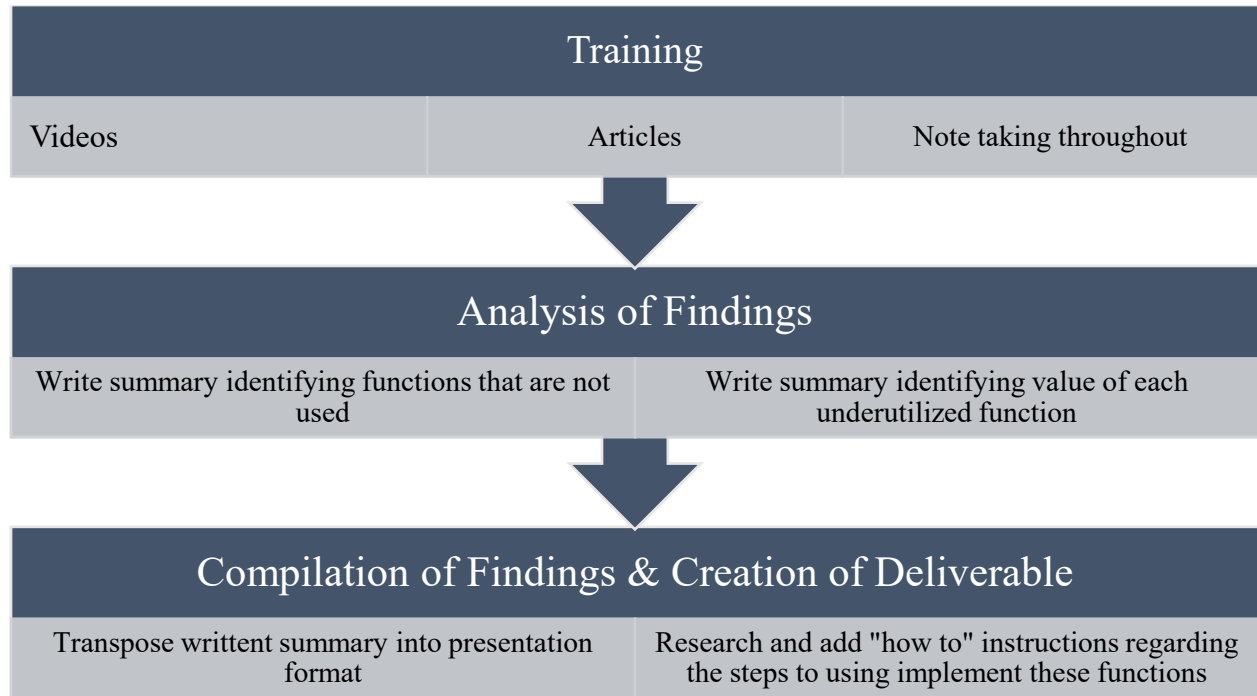 Training
Videos
Articles
Note taking throughout
Analysis of Findings
Write summary identifying functions that are not
used
Write summary identifying value of each
underutilized function
Compilation of Findings & Creation of Deliverable
Transpose writtent summary into presentation
format
Research and add "how to" instructions regarding
the steps to using implement these functions